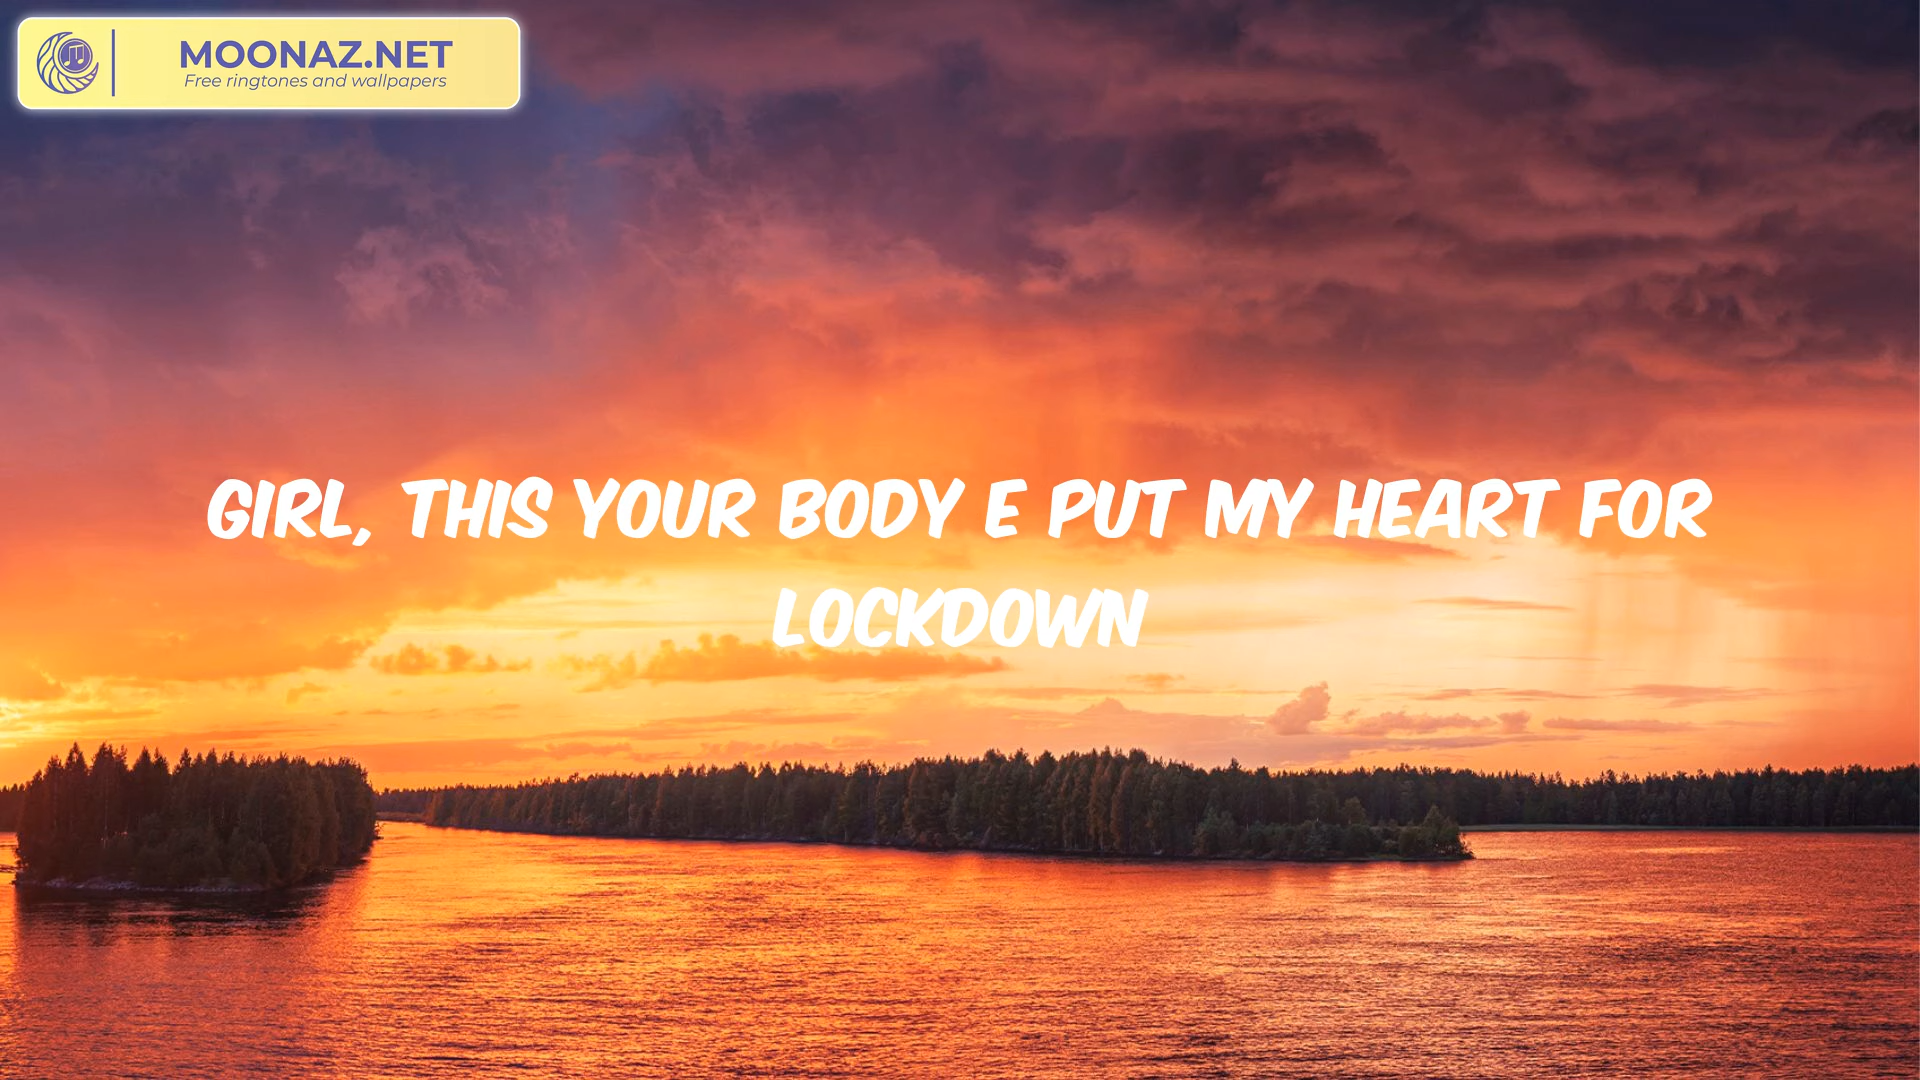 MOONAZ.NET
Free ringtones and wallpapers
GIRL, THIS YOUR BODY E PUT MY HEART FOR
LOCKDOWN